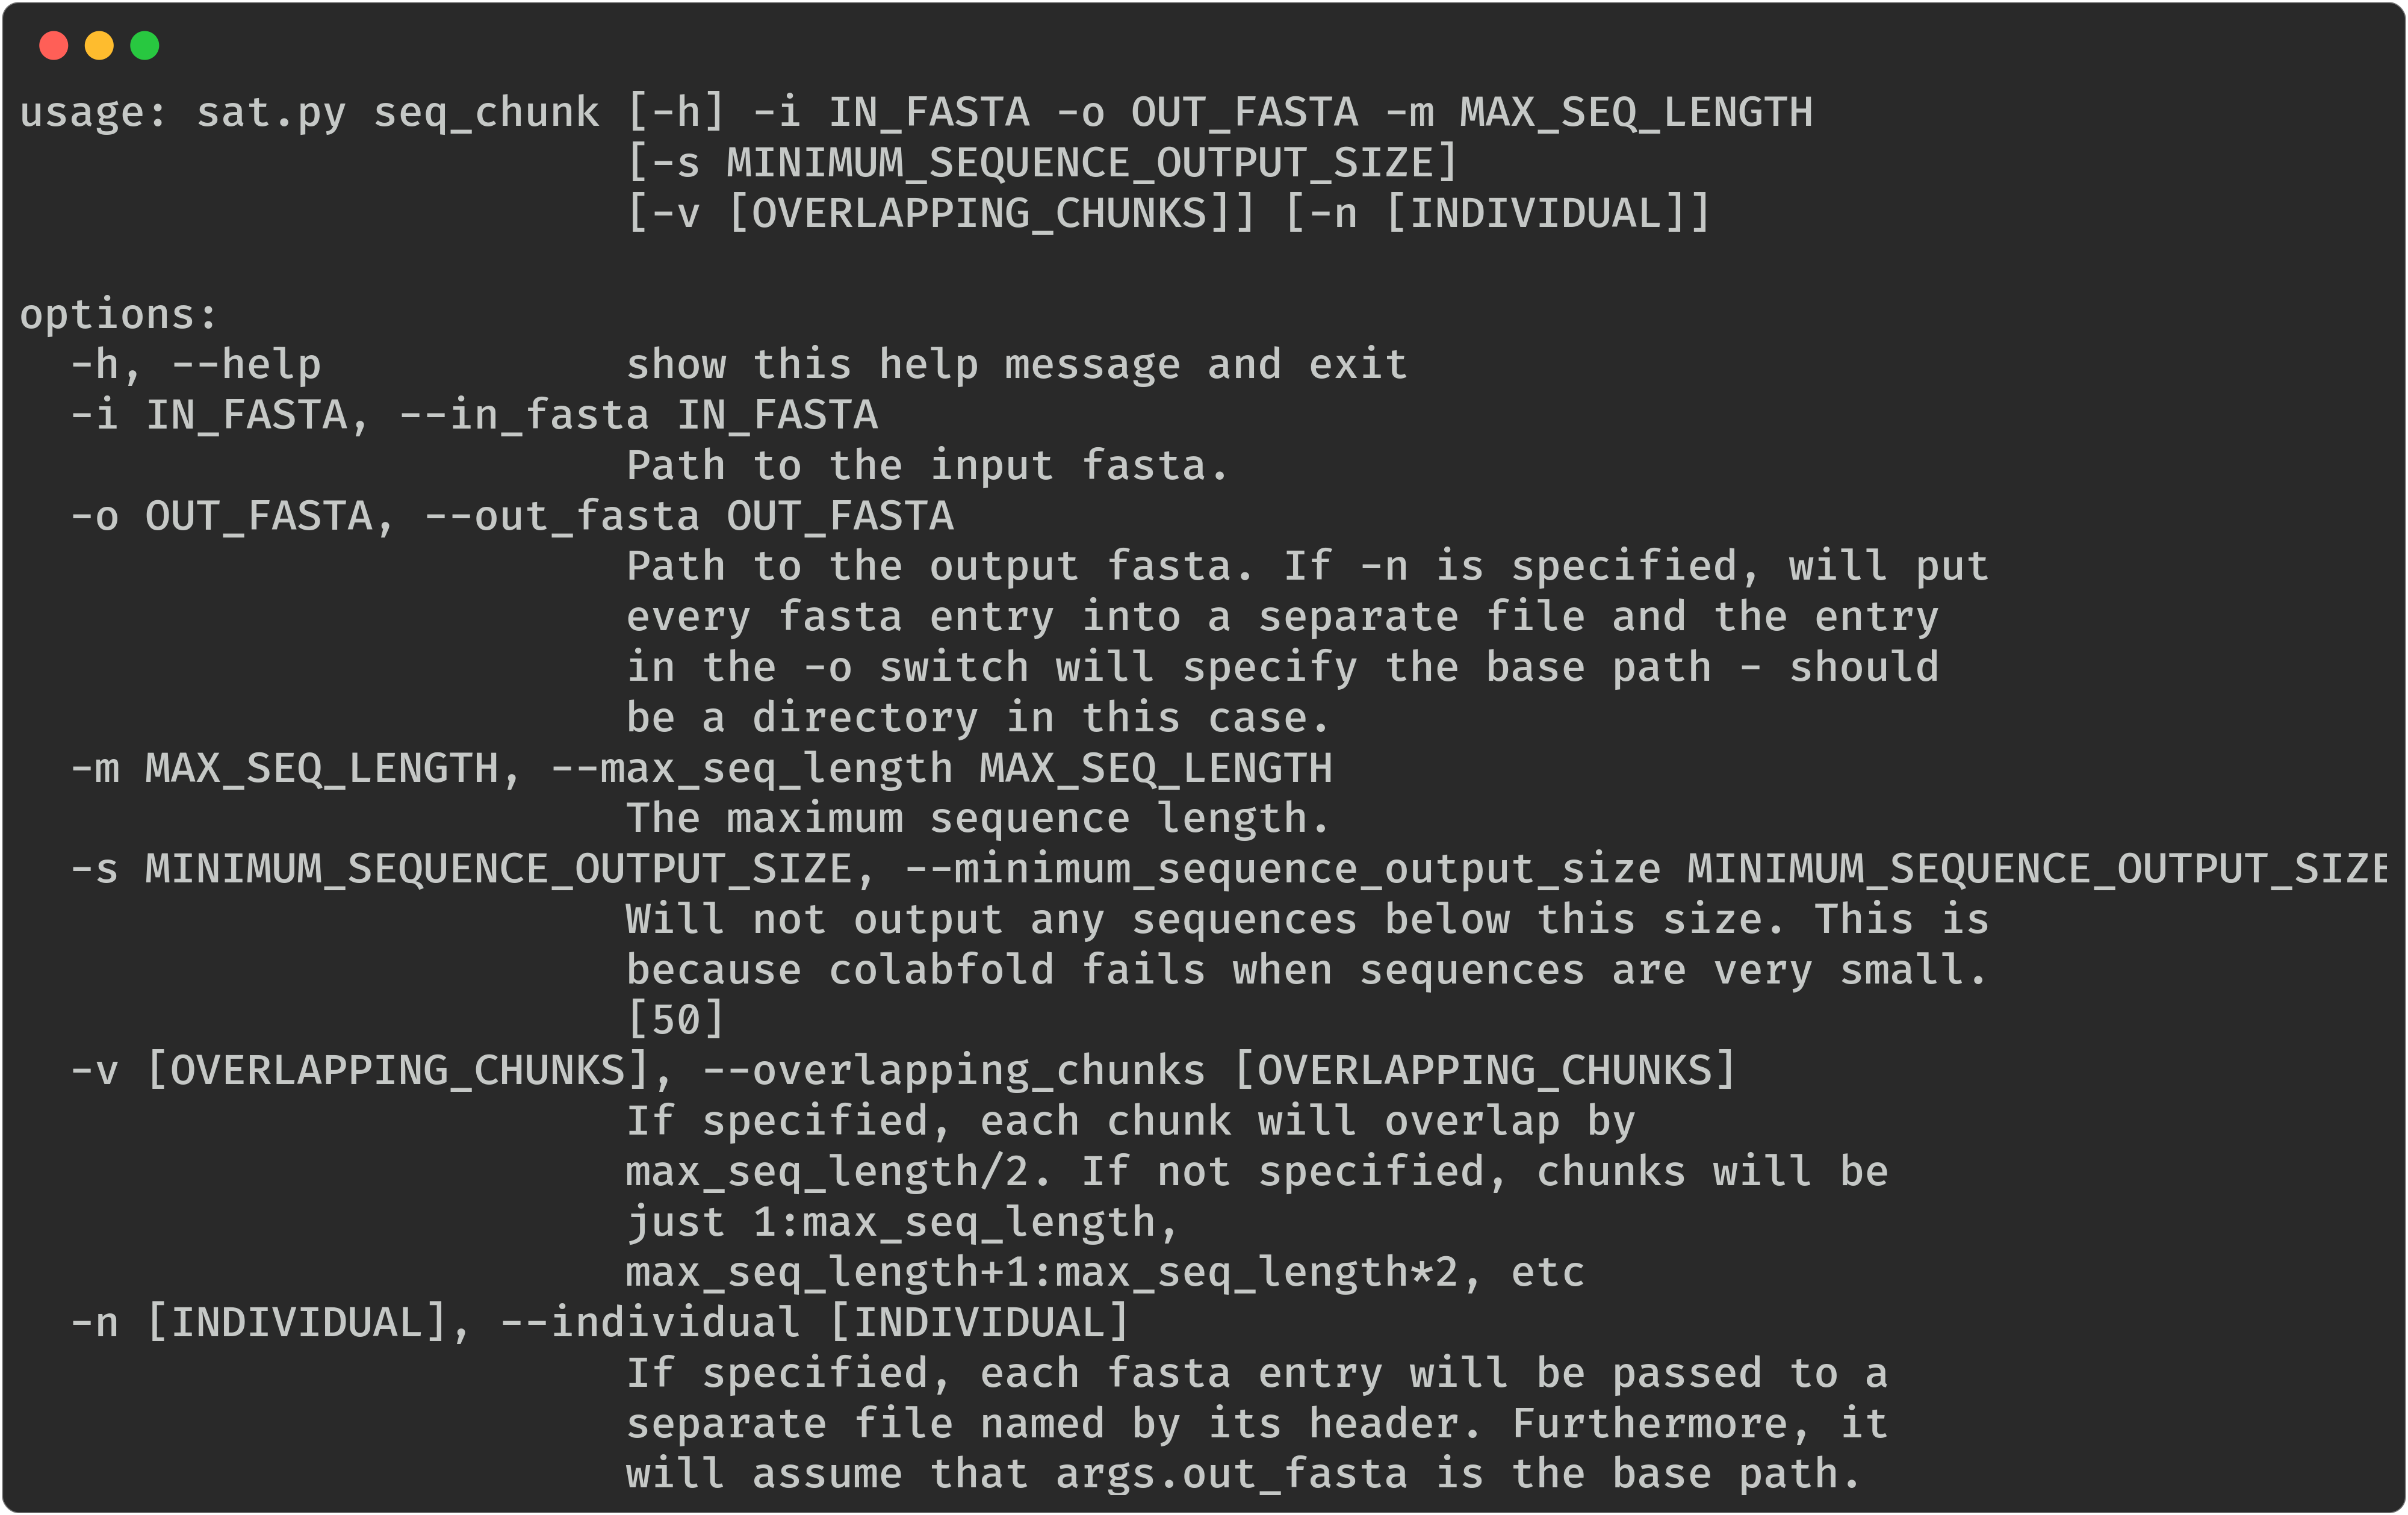 usage: sat.py seq_chunk [-h] -i IN_FASTA -o OUT_FASTA -m MAX_SEQ_LENGTH
[-s MINIMUM_SEQUENCE_OUTPUT_SIZE]
[-v [OVERLAPPING_CHUNKS]] [-n [INDIVIDUAL]]
options:
-h, --help show this help message and exit
-i IN_FASTA, --in_fasta IN_FASTA
Path to the input fasta.
-o OUT_FASTA, --out_fasta OUT_FASTA
Path to the output fasta. If -n is specified, will put
every fasta entry into a separate file and the entry
in the -o switch will specify the base path - should
be a directory in this case.
-m MAX_SEQ_LENGTH, --max_seq_length MAX_SEQ_LENGTH
The maximum sequence length.
-s MINIMUM_SEQUENCE_OUTPUT_SIZE, --minimum_sequence_output_size MINIMUM_SEQUENCE_OUTPUT_SIZE
Will not output any sequences below this size. This is
because colabfold fails when sequences are very small.
[50]
-v [OVERLAPPING_CHUNKS], --overlapping_chunks [OVERLAPPING_CHUNKS]
If specified, each chunk will overlap by
max_seq_length/2. If not specified, chunks will be
just 1:max_seq_length,
max_seq_length+1:max_seq_length*2, etc
-n [INDIVIDUAL], --individual [INDIVIDUAL]
If specified, each fasta entry will be passed to a
separate file named by its header. Furthermore, it
will assume that args.out_fasta is the base path.